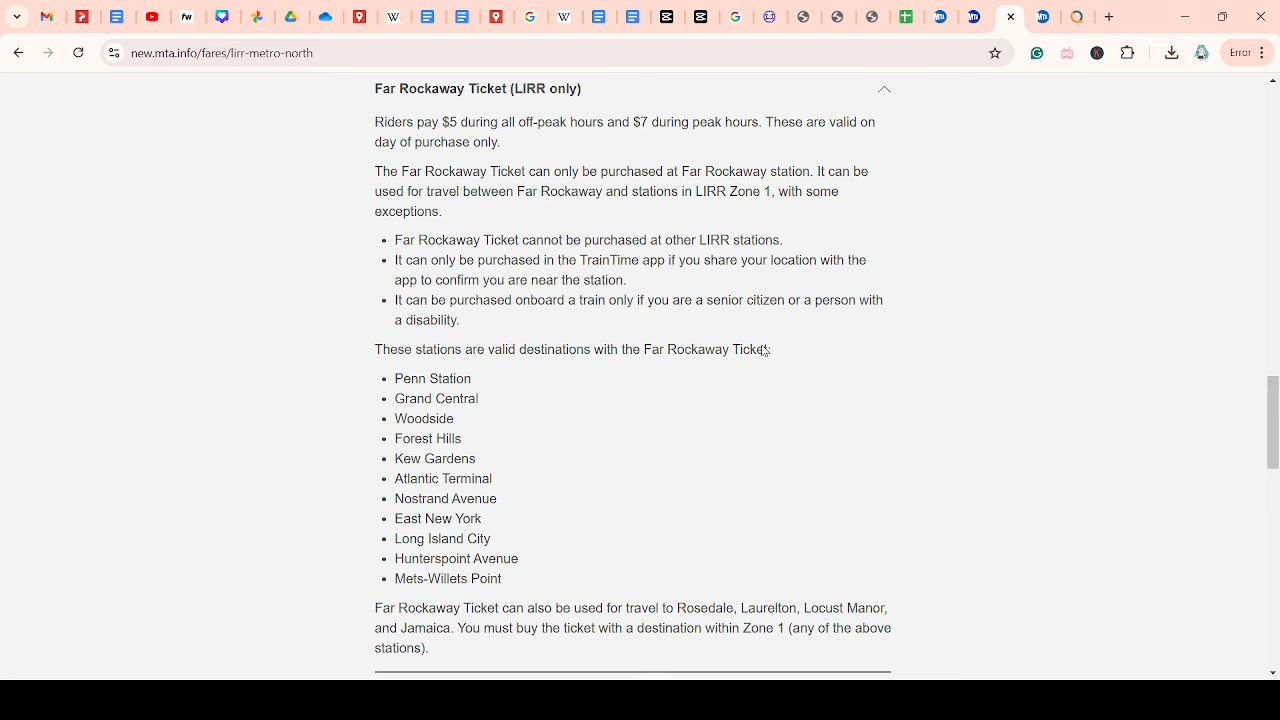 new.mta.info/fares/lirr-metro-north
Error
Far Rockaway Ticket (LIRR only)
Riders pay $5 during all off-peak hours and $7 during peak hours. These are valid on
day of purchase only.
The Far Rockaway Ticket can only be purchased at Far Rockaway station. It can be
used for travel between Far Rockaway and stations in LIRR Zone 1, with some
exceptions.
• Far Rockaway Ticket cannot be purchased at other LIRR stations.
• It can only be purchased in the TrainTime app if you share your location with the
app to confirm you are near the station.
• It can be purchased onboard a train only if you are a senior citizen or a person with
a disability.
These stations are valid destinations with the Far Rockaway Ticket:
• Penn Station
• Grand Central
• Woodside
• Forest Hills
• Kew Gardens
• Atlantic Terminal
• Nostrand Avenue
• East New York
• Long Island City
• Hunterspoint Avenue
• Mets-Willets Point
Far Rockaway Ticket can also be used for travel to Rosedale, Laurelton, Locust Manor,
and Jamaica. You must buy the ticket with a destination within Zone 1 (any of the above
stations).